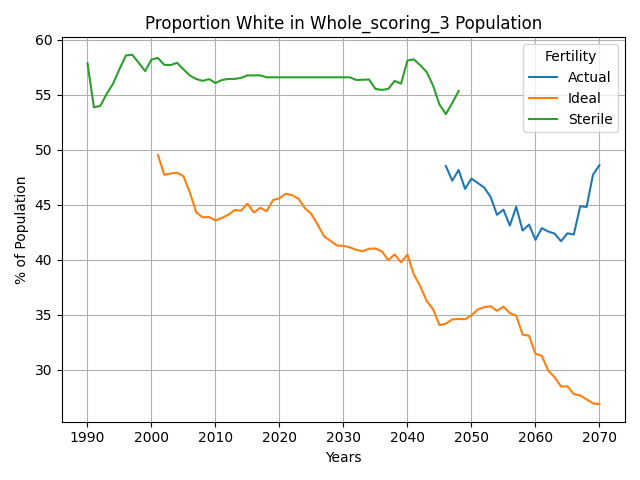 Proportion White in Whole_scoring_3 Population
Fertility
Actual
Ideal
Sterile
% of Population
60
55
50
45
40
35
30
1990 2000 2010 2020 2030 2040 2050 2060 2070
Years